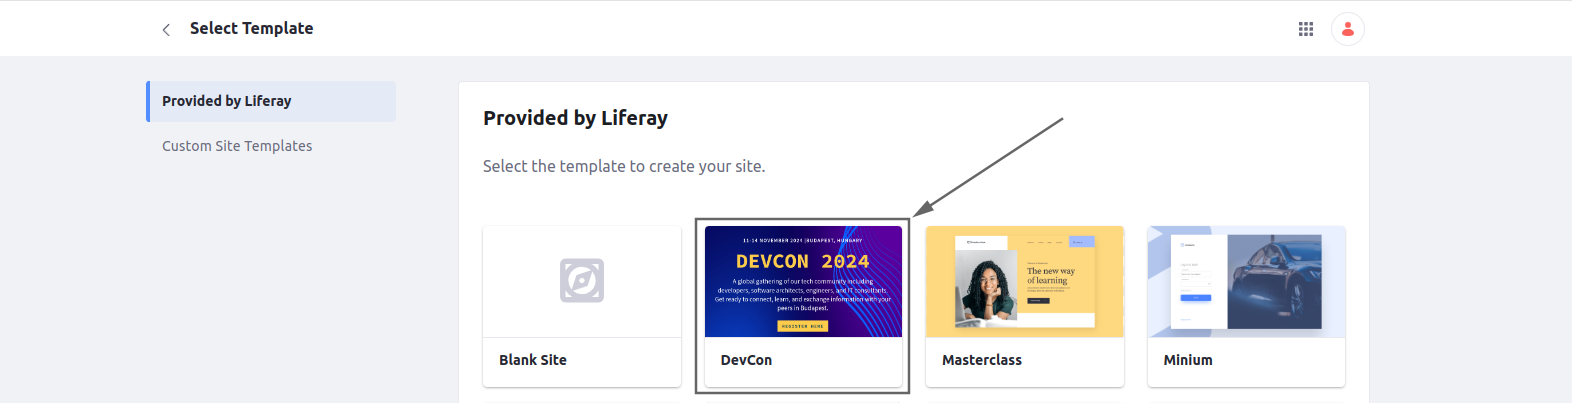 Select Template
Provided by Liferay
Custom Site Templates
Provided by Liferay
Select the template to create your site.
11-14 NOVEMBER 2024 |BUDAPEST, HUNGARY
DEVCON 2024
A global gathering of our tech community including
developers, software architects, engineers, and IT consultants.
Get ready to connect, learn, and exchange information with your
peers in Budapest.
REGISTER HERE
The new way
of learning
Blank Site
DevCon
Masterclass
Minium